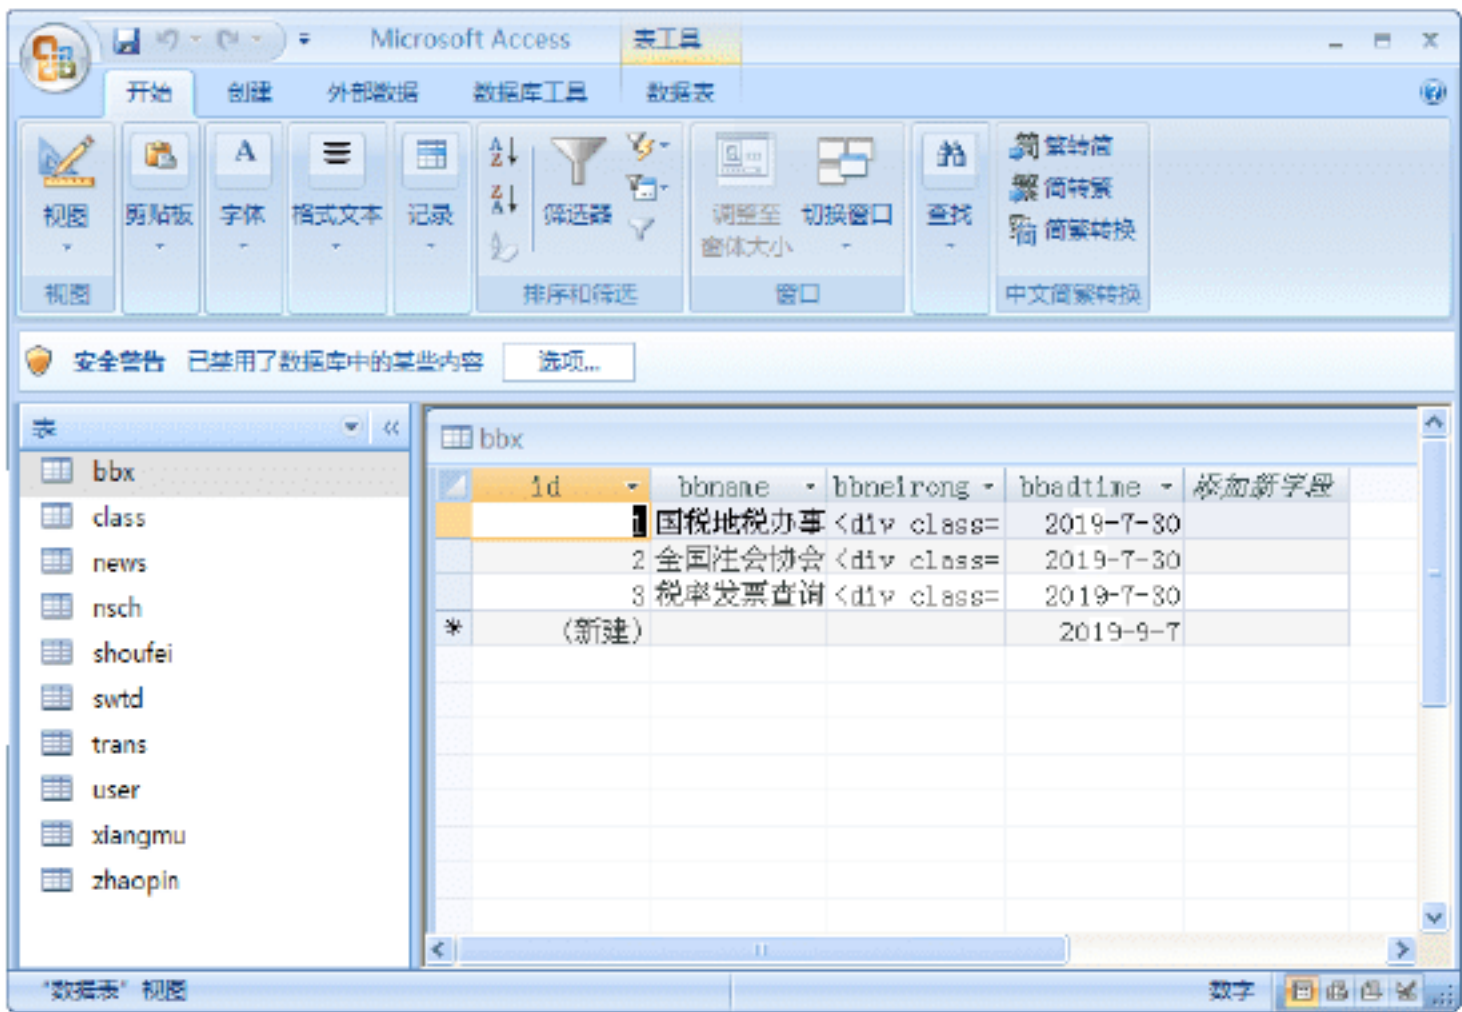 Microsoft Access 表工具
开始 创建 外部数据 数据库工具 数据表
视图 剪贴板 字体 格式文本 记录 筛选器 调整至窗体大小 切换窗口 查找 繁转简
简转繁
简繁转换
视图 排序和筛选 窗口 中文简繁转换
安全警告 已禁用了数据库中的某些内容 选项...
表
bbx
class
news
nsch
shoufei
swtd
trans
user
xiangmu
zhaopin
bbx
id bbname bbneirong bbadtime 添加新字段
1 国税地税办事 <div class= 2019-7-30
2 全国注会协会 <div class= 2019-7-30
3 税率发票查询 <div class= 2019-7-30
* (新建) 2019-9-7
“数据表” 视图 数字